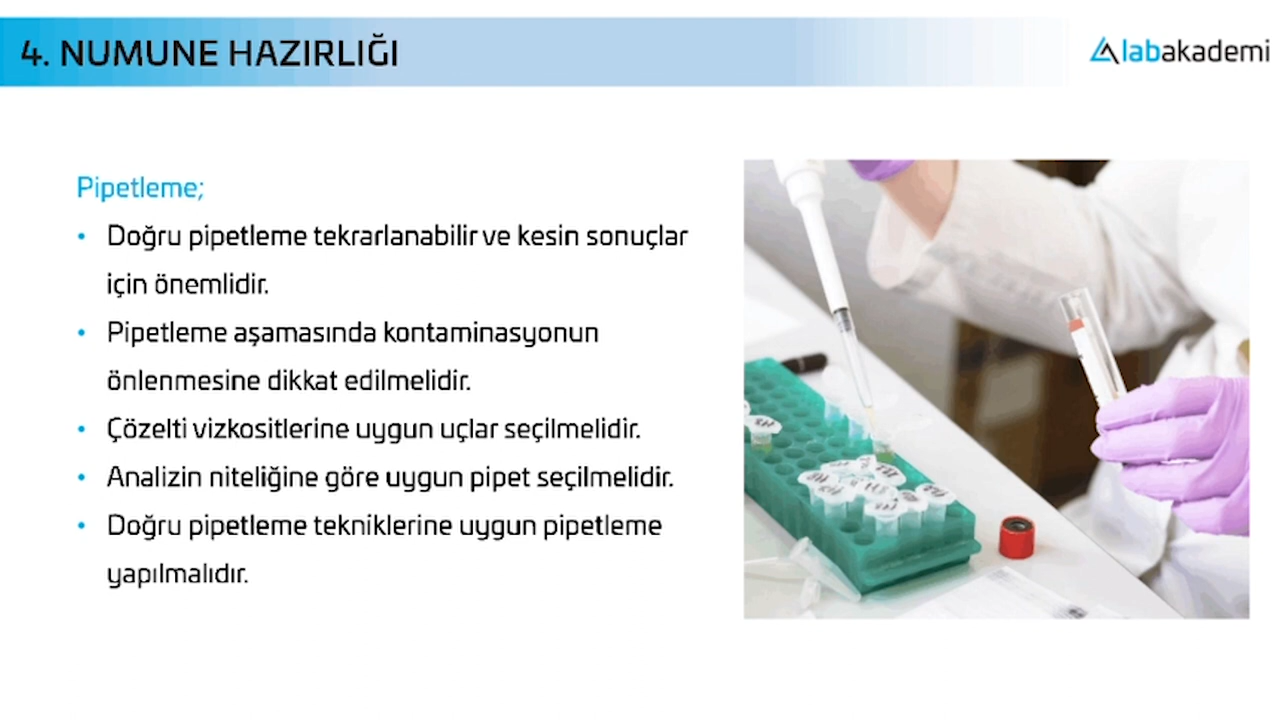 4. NUMUNE HAZIRLIĞI
labakademi
Pipetleme;
• Doğru pipetleme tekrarlanabilir ve kesin sonuçlar
için önemlidir.
• Pipetleme aşamasında kontaminasyonun
önlenmesine dikkat edilmelidir.
• Çözelti vizkositlerine uygun uçlar seçilmelidir.
• Analizin niteliğine göre uygun pipet seçilmelidir.
• Doğru pipetleme tekniklerine uygun pipetleme
yapılmalıdır.